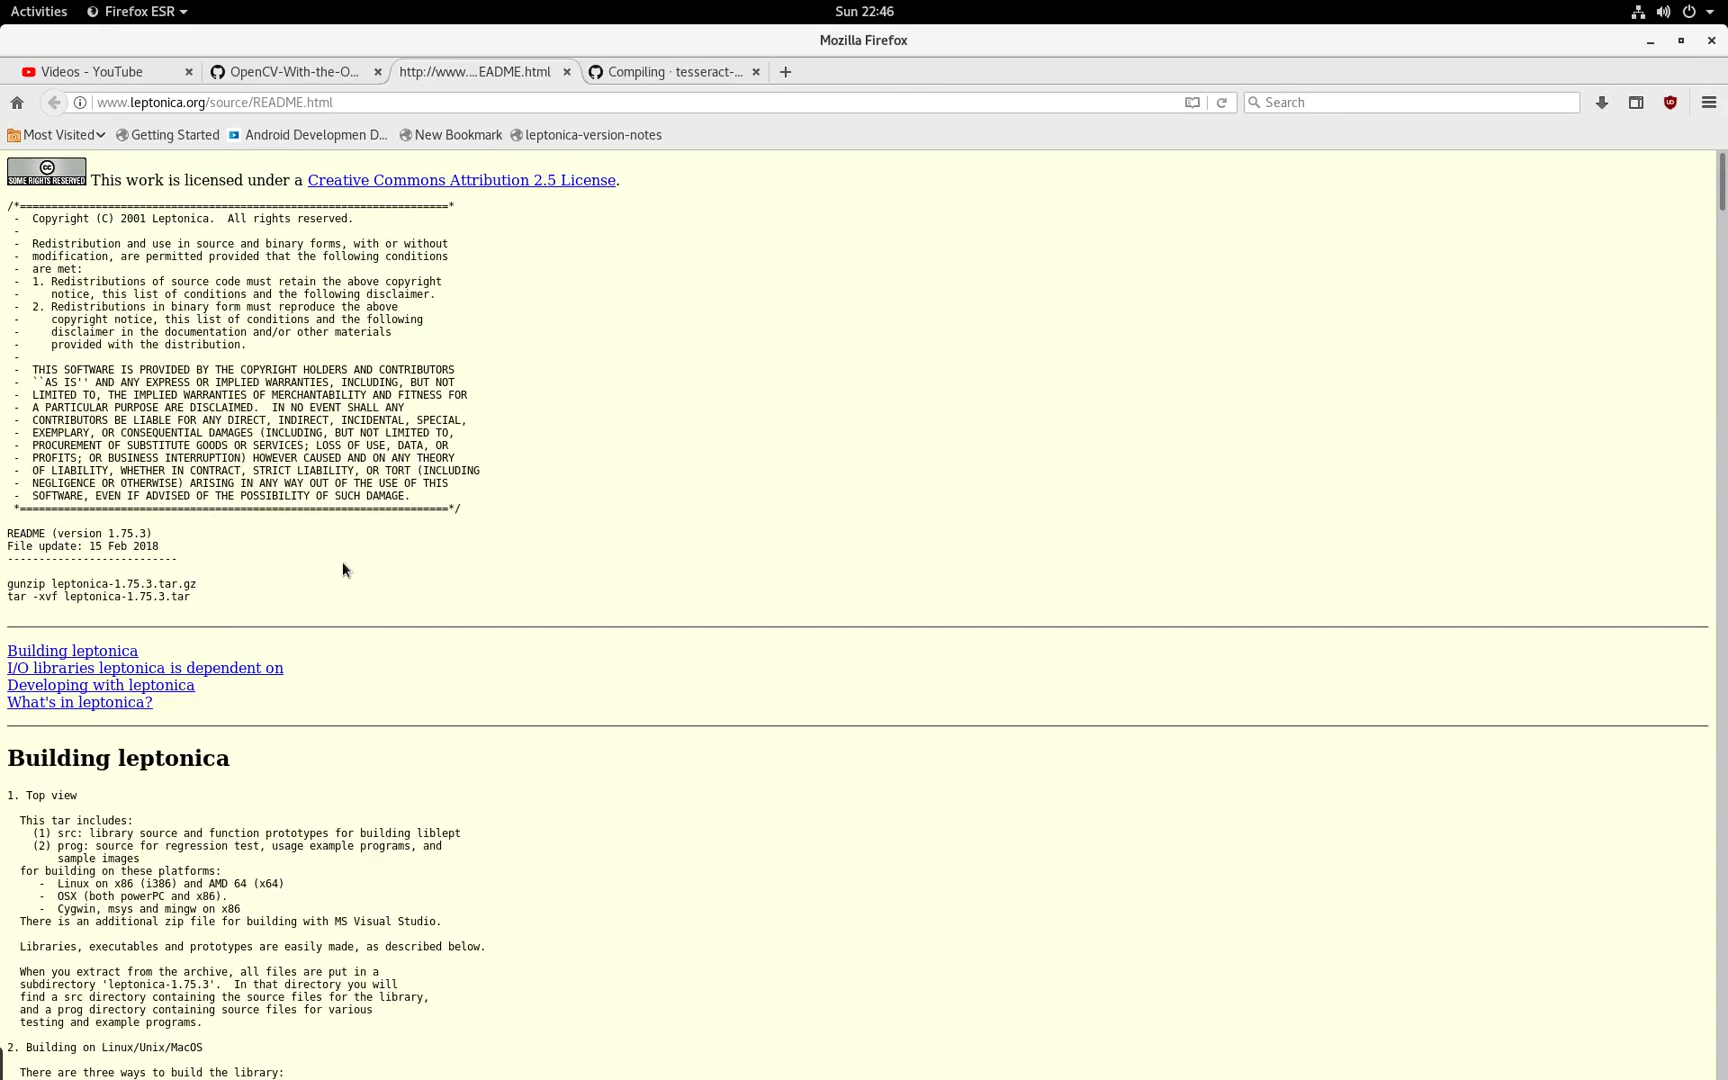 Activities Firefox ESR Sun 22:46
Mozilla Firefox
Videos - YouTube OpenCV-With-the-O... http://www....EADME.html Compiling · tesseract-...
www.leptonica.org/source/README.html Search
Most Visited Getting Started Android Developmen D... New Bookmark leptonica-version-notes
SOME RIGHTS RESERVED This work is licensed under a Creative Commons Attribution 2.5 License.
/*====================================================================*
- Copyright (C) 2001 Leptonica. All rights reserved.
-
- Redistribution and use in source and binary forms, with or without
- modification, are permitted provided that the following conditions
- are met:
- 1. Redistributions of source code must retain the above copyright
- notice, this list of conditions and the following disclaimer.
- 2. Redistributions in binary form must reproduce the above
- copyright notice, this list of conditions and the following
- disclaimer in the documentation and/or other materials
- provided with the distribution.
-
- THIS SOFTWARE IS PROVIDED BY THE COPYRIGHT HOLDERS AND CONTRIBUTORS
- ``AS IS'' AND ANY EXPRESS OR IMPLIED WARRANTIES, INCLUDING, BUT NOT
- LIMITED TO, THE IMPLIED WARRANTIES OF MERCHANTABILITY AND FITNESS FOR
- A PARTICULAR PURPOSE ARE DISCLAIMED. IN NO EVENT SHALL ANY
- CONTRIBUTORS BE LIABLE FOR ANY DIRECT, INDIRECT, INCIDENTAL, SPECIAL,
- EXEMPLARY, OR CONSEQUENTIAL DAMAGES (INCLUDING, BUT NOT LIMITED TO,
- PROCUREMENT OF SUBSTITUTE GOODS OR SERVICES; LOSS OF USE, DATA, OR
- PROFITS; OR BUSINESS INTERRUPTION) HOWEVER CAUSED AND ON ANY THEORY
- OF LIABILITY, WHETHER IN CONTRACT, STRICT LIABILITY, OR TORT (INCLUDING
- NEGLIGENCE OR OTHERWISE) ARISING IN ANY WAY OUT OF THE USE OF THIS
- SOFTWARE, EVEN IF ADVISED OF THE POSSIBILITY OF SUCH DAMAGE.
*====================================================================*/
README (version 1.75.3)
File update: 15 Feb 2018
---------------------------
gunzip leptonica-1.75.3.tar.gz
tar -xvf leptonica-1.75.3.tar
Building leptonica
I/O libraries leptonica is dependent on
Developing with leptonica
What's in leptonica?
Building leptonica
1. Top view
This tar includes:
(1) src: library source and function prototypes for building liblept
(2) prog: source for regression test, usage example programs, and
sample images
for building on these platforms:
- Linux on x86 (i386) and AMD 64 (x64)
- OSX (both powerPC and x86).
- Cygwin, msys and mingw on x86
There is an additional zip file for building with MS Visual Studio.
Libraries, executables and prototypes are easily made, as described below.
When you extract from the archive, all files are put in a
subdirectory 'leptonica-1.75.3'. In that directory you will
find a src directory containing the source files for the library,
and a prog directory containing source files for various
testing and example programs.
2. Building on Linux/Unix/MacOS
There are three ways to build the library: